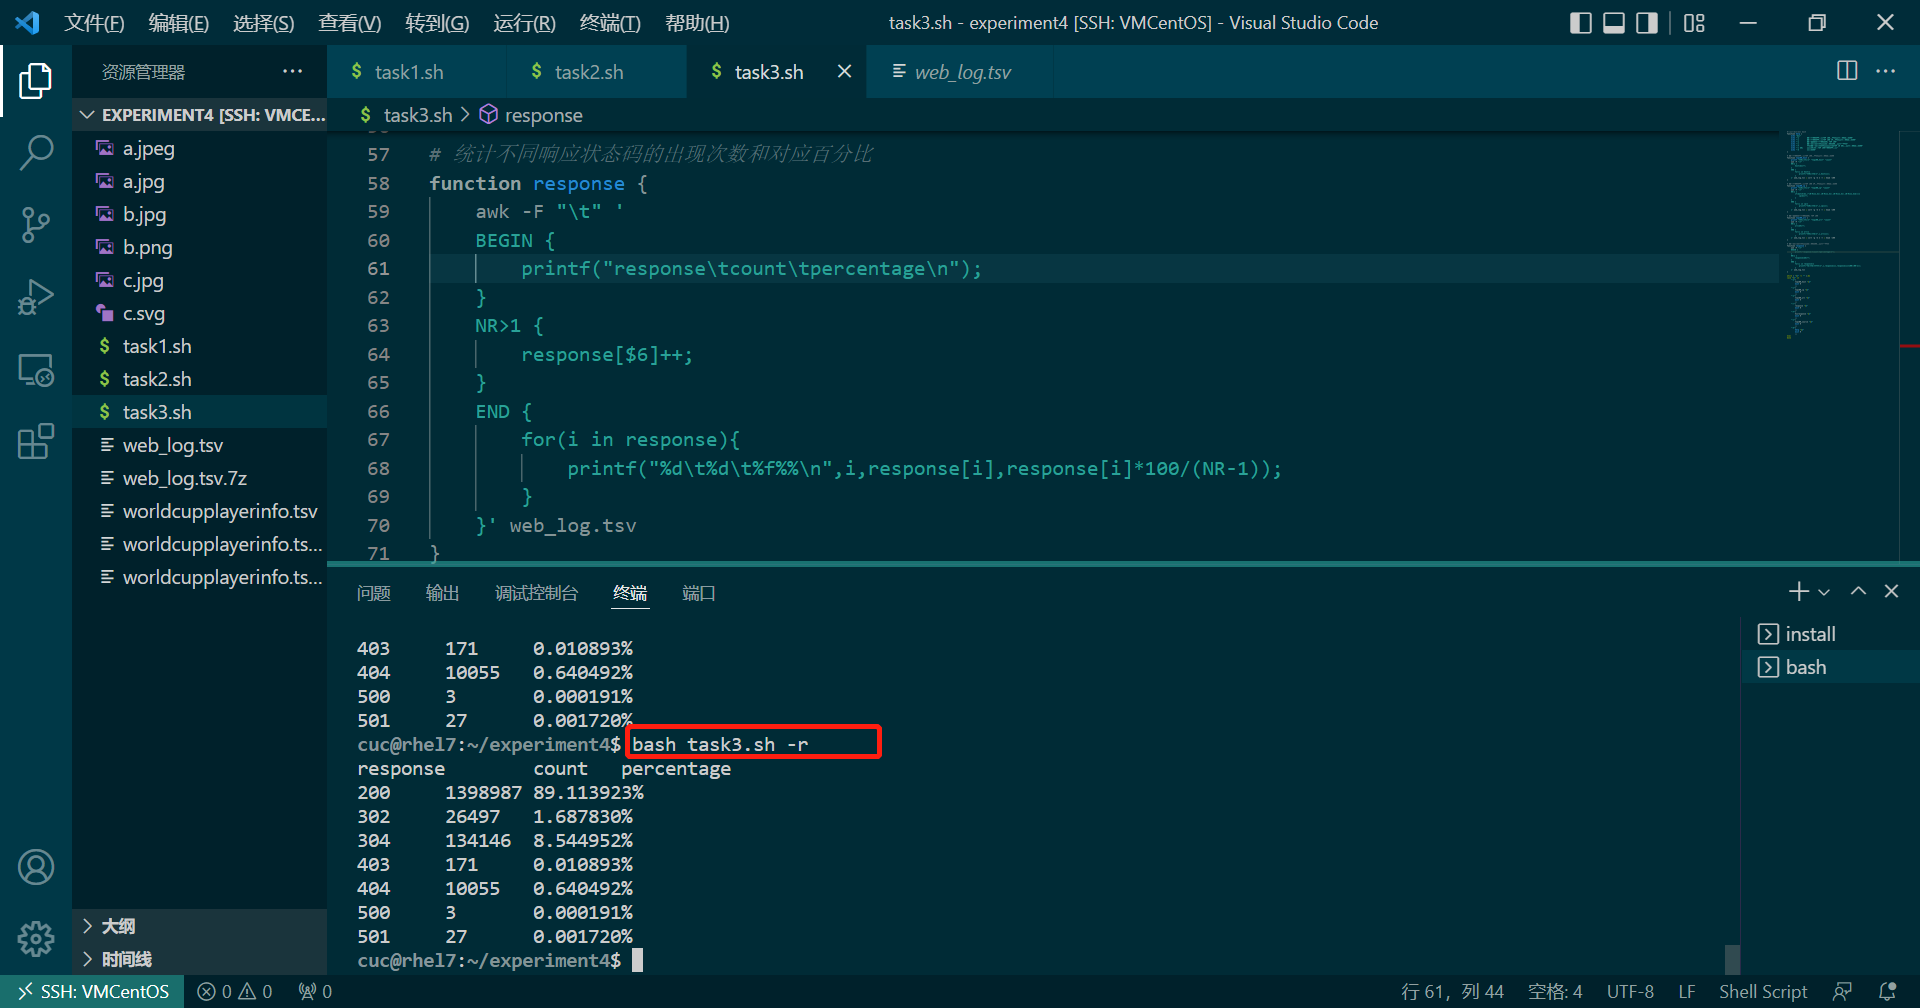 文件(F) 编辑(E) 选择(S) 查看(V) 转到(G) 运行(R) 终端(T) 帮助(H) task3.sh - experiment4 [SSH: VMCentOS] - Visual Studio Code
资源管理器 ···
EXPERIMENT4 [SSH: VMCE...
a.jpeg
a.jpg
b.jpg
b.png
c.jpg
c.svg
$ task1.sh
$ task2.sh
$ task3.sh
web_log.tsv
web_log.tsv.7z
worldcupplayerinfo.tsv
worldcupplayerinfo.ts...
worldcupplayerinfo.ts...
大纲
时间线
$ task1.sh $ task2.sh $ task3.sh web_log.tsv
$ task3.sh > response
57 # 统计不同响应状态码的出现次数和对应百分比
58 function response {
59 awk -F "\t" '
60 BEGIN {
61 printf("response\tcount\tpercentage\n");
62 }
63 NR>1 {
64 response[$6]++;
65 }
66 END {
67 for(i in response){
68 printf("%d\t%d\t%f%%\n",i,response[i],response[i]*100/(NR-1));
69 }
70 }' web_log.tsv
71 }
问题 输出 调试控制台 终端 端口
403 171 0.010893%
404 10055 0.640492%
500 3 0.000191%
501 27 0.001720%
cuc@rhel7:~/experiment4$ bash task3.sh -r
response count percentage
200 1398987 89.113923%
302 26497 1.687830%
304 134146 8.544952%
403 171 0.010893%
404 10055 0.640492%
500 3 0.000191%
501 27 0.001720%
cuc@rhel7:~/experiment4$
install
bash
SSH: VMCentOS 0 0 0 行 61，列 44 空格: 4 UTF-8 LF Shell Script